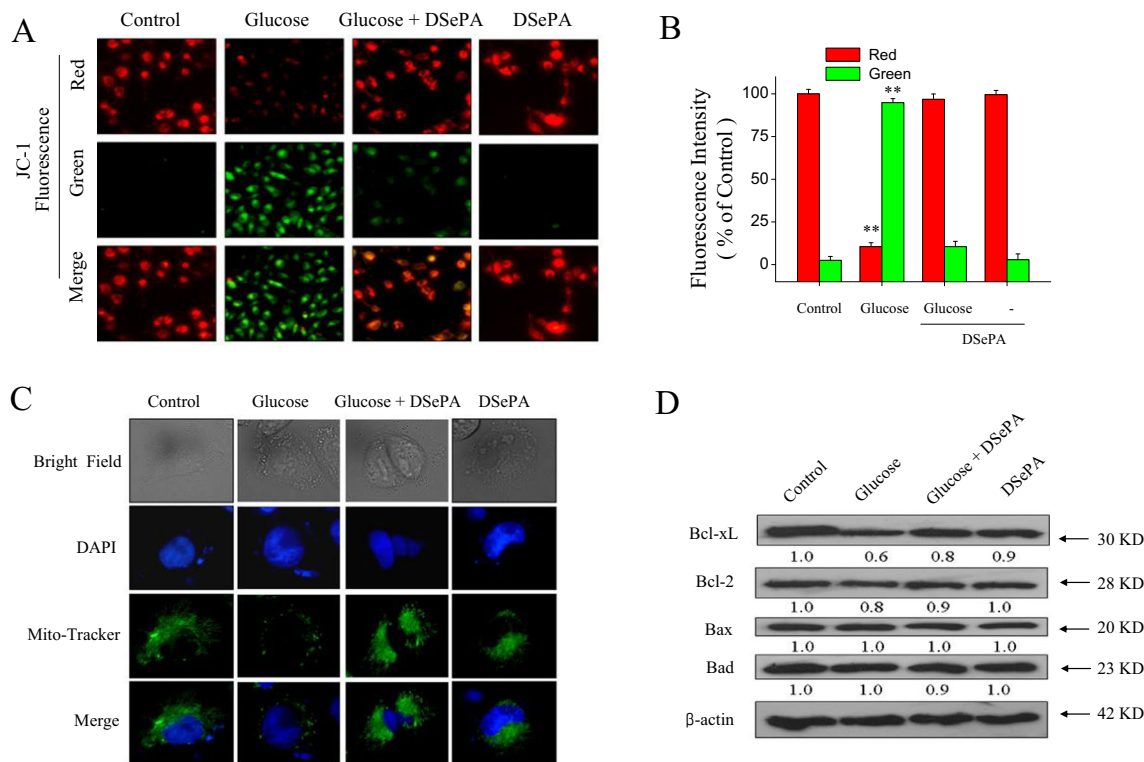 A
Control Glucose Glucose + DSePA DSePA
JC-1
Fluorescence
Red
Green
Merge
B
Red
Green
Fluorescence Intensity
( % of Control )
100
75
50
25
0
**
**
Control Glucose Glucose -
DSePA
C
Control Glucose Glucose + DSePA DSePA
Bright Field
DAPI
Mito-Tracker
Merge
D
Control Glucose Glucose + DSePA DSePA
Bcl-xL 30 KD
1.0 0.6 0.8 0.9
Bcl-2 28 KD
1.0 0.8 0.9 1.0
Bax 20 KD
1.0 1.0 1.0 1.0
Bad 23 KD
1.0 1.0 0.9 1.0
β-actin 42 KD